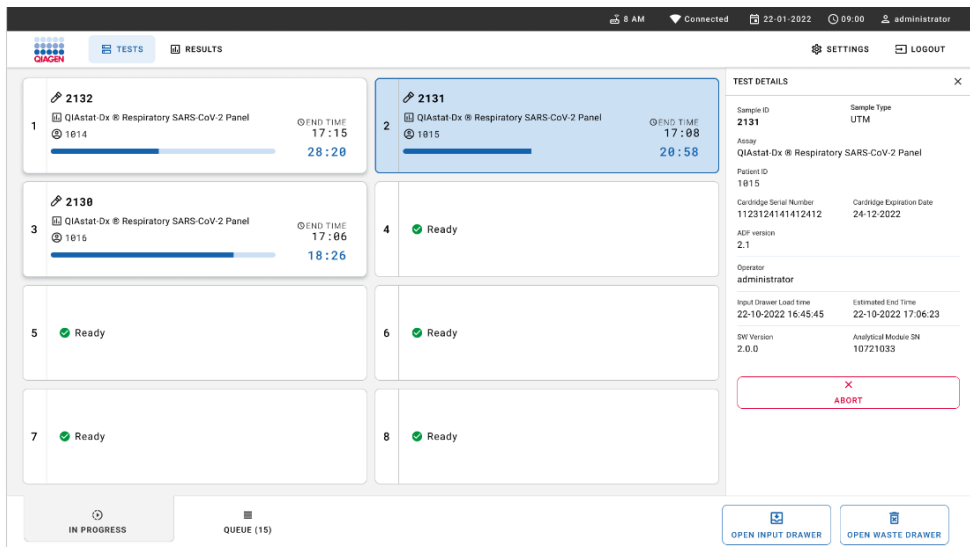 8 AM Connected 22-01-2022 09:00 administrator
QIAGEN TESTS RESULTS SETTINGS LOGOUT
1
2132
QIAstat-Dx ® Respiratory SARS-CoV-2 Panel
1014
END TIME
17:15
28:20
2
2131
QIAstat-Dx ® Respiratory SARS-CoV-2 Panel
1015
END TIME
17:08
20:58
3
2130
QIAstat-Dx ® Respiratory SARS-CoV-2 Panel
1016
END TIME
17:06
18:26
4 Ready
5 Ready
6 Ready
7 Ready
8 Ready
TEST DETAILS
Sample ID Sample Type
2131 UTM
Assay
QIAstat-Dx ® Respiratory SARS-CoV-2 Panel
Patient ID
1015
Cardridge Serial Number Cardridge Expiration Date
1123124141412412 24-12-2022
ADF version
2.1
Operator
administrator
Input Drawer Load time Estimated End Time
22-10-2022 16:45:45 22-10-2022 17:06:23
SW Version Analytical Module SN
2.0.0 10721033
ABORT
IN PROGRESS QUEUE (15) OPEN INPUT DRAWER OPEN WASTE DRAWER